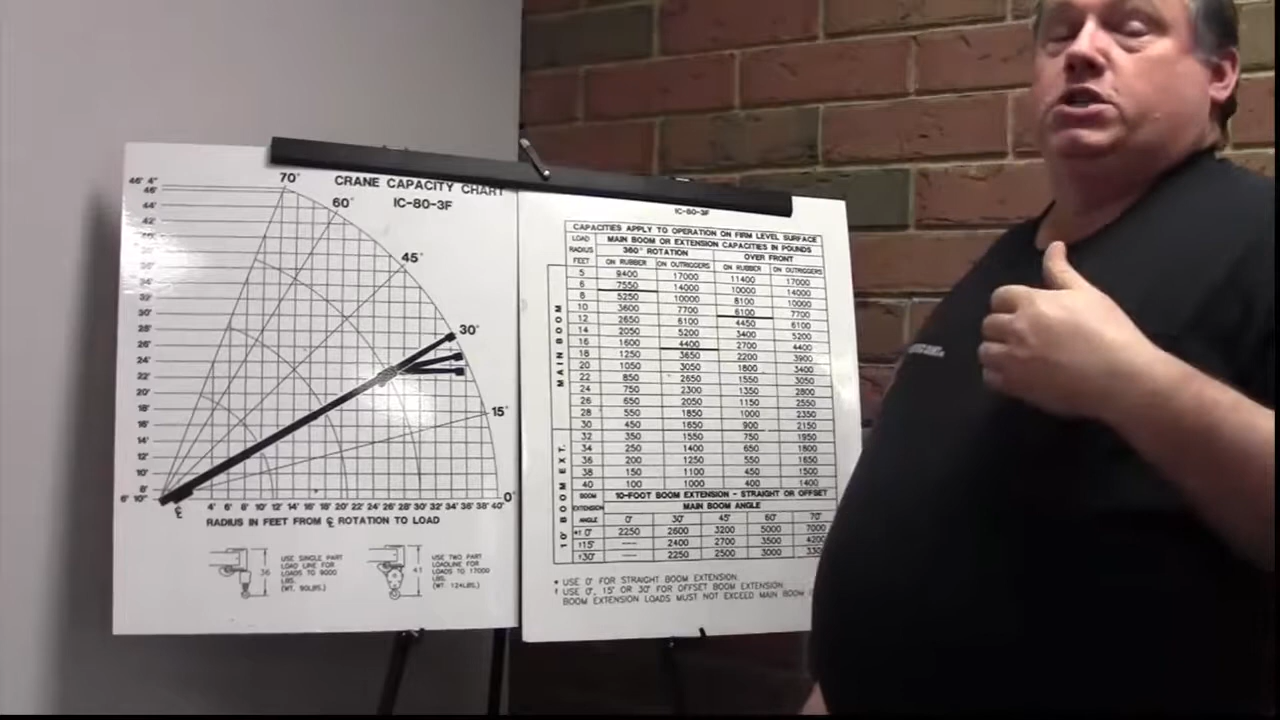 CRANE CAPACITY CHART
IC-80-3F
46' 4"
46'
44'
42'
70°
60°
45°
30°
15°
0°
30'
28'
26'
24'
22'
20'
18'
16'
14'
12'
10'
8'
6' 10"
4' 6' 8' 10' 12' 14' 16' 18' 20' 22' 24' 26' 28' 30' 32' 34' 36' 38' 40'
RADIUS IN FEET FROM ℄ ROTATION TO LOAD
36
USE SINGLE PART
LOAD LINE FOR
LOADS TO 9000
LBS.
(WT. 90LBS.)
41
USE TWO PART
LOADLINE FOR
LOADS TO 17000
LBS.
(WT. 124LBS.)
IC-80-3F
CAPACITIES APPLY TO OPERATION ON FIRM LEVEL SURFACE
LOAD RADIUS FEET
MAIN BOOM OR EXTENSION CAPACITIES IN POUNDS
360° ROTATION OVER FRONT
ON RUBBER ON OUTRIGGERS ON RUBBER ON OUTRIGGERS
MAIN BOOM
5 9400 17000 11400 17000
6 7550 14000 10000 14000
8 5250 10000 8100 10000
10 3600 7700 6100 7700
12 2650 6100 4450 6100
14 2050 5200 3400 5200
16 1600 4400 2700 4400
18 1250 3650 2200 3900
20 1050 3050 1800 3400
22 850 2650 1550 3050
24 750 2300 1350 2800
26 650 2050 1150 2550
28 550 1850 1000 2350
30 450 1650 900 2150
10' BOOM EXT.
32 350 1550 750 1950
34 250 1400 650 1800
36 200 1250 550 1650
38 150 1100 450 1500
40 100 1000 400 1400
BOOM EXTENSION ANGLE
10-FOOT BOOM EXTENSION - STRAIGHT OR OFFSET
MAIN BOOM ANGLE
0° 30° 45° 60° 70°
*† 0° 2250 2600 3200 5000 7000
†15° ---- 2400 2700 3500 4200
†30° ---- 2250 2500 3000
* USE 0° FOR STRAIGHT BOOM EXTENSION.
† USE 0°, 15° OR 30° FOR OFFSET BOOM EXTENSION.
BOOM EXTENSION LOADS MUST NOT EXCEED MAIN BOOM